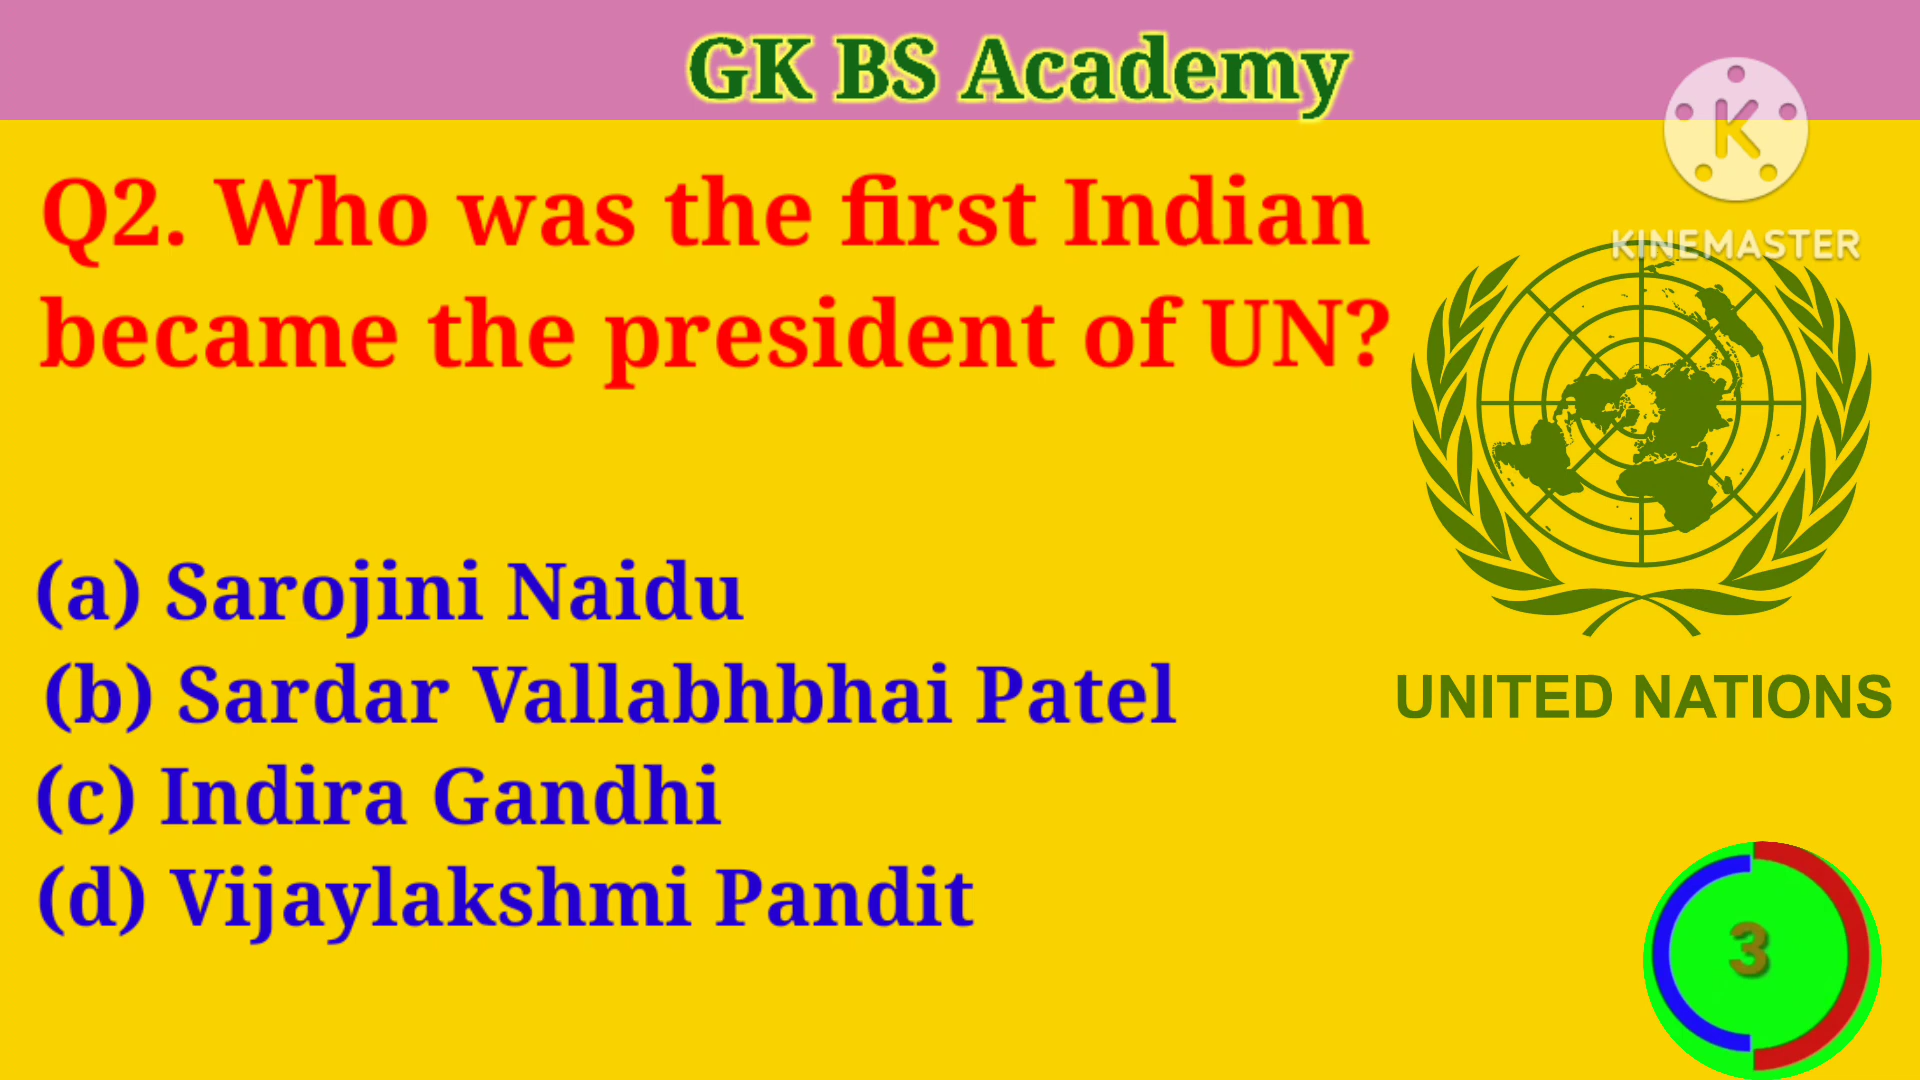 GK BS Academy
K
KINEMASTER
Q2. Who was the first Indian
became the president of UN?
UNITED NATIONS
(a) Sarojini Naidu
(b) Sardar Vallabhbhai Patel
(c) Indira Gandhi
(d) Vijaylakshmi Pandit
3